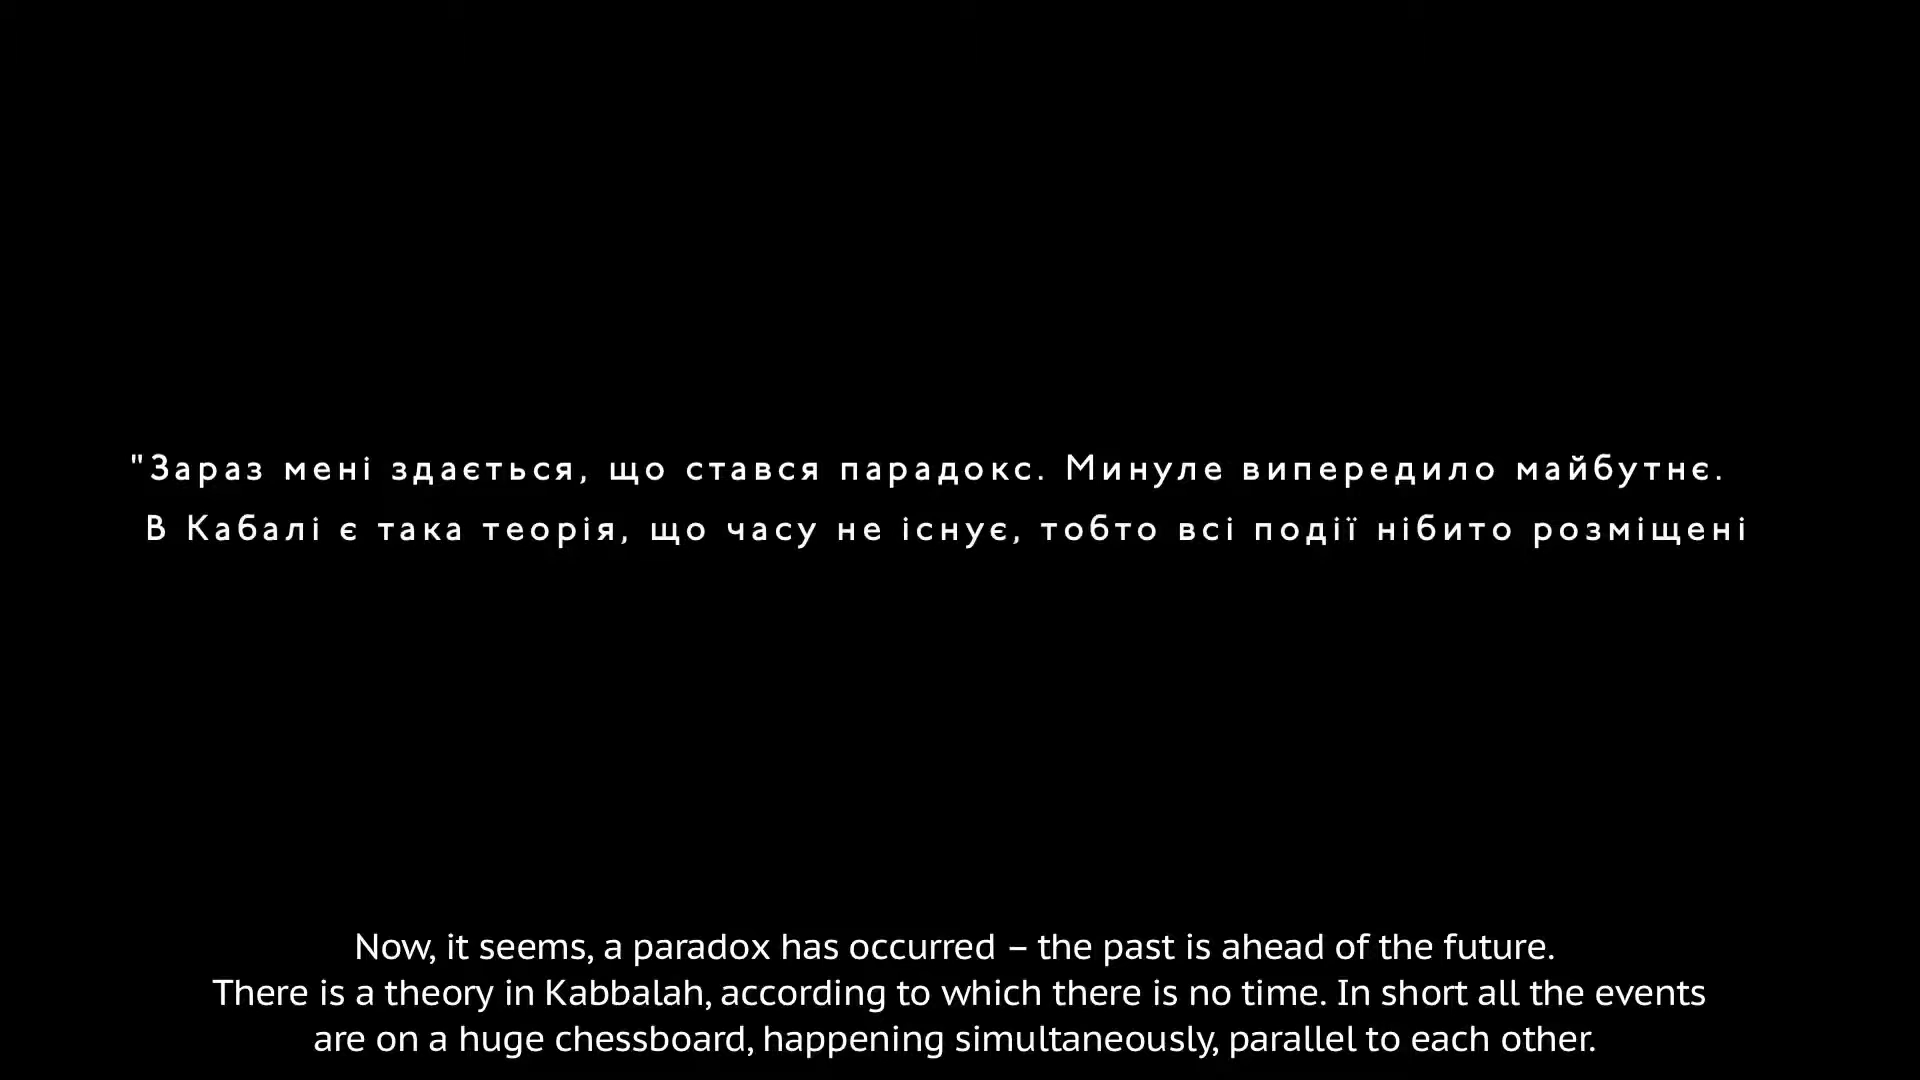 "Зараз мені здається, що стався парадокс. Минуле випередило майбутнє.
В Кабалі є така теорія, що часу не існує, тобто всі події нібито розміщені
Now, it seems, a paradox has occurred – the past is ahead of the future.
There is a theory in Kabbalah, according to which there is no time. In short all the events
are on a huge chessboard, happening simultaneously, parallel to each other.